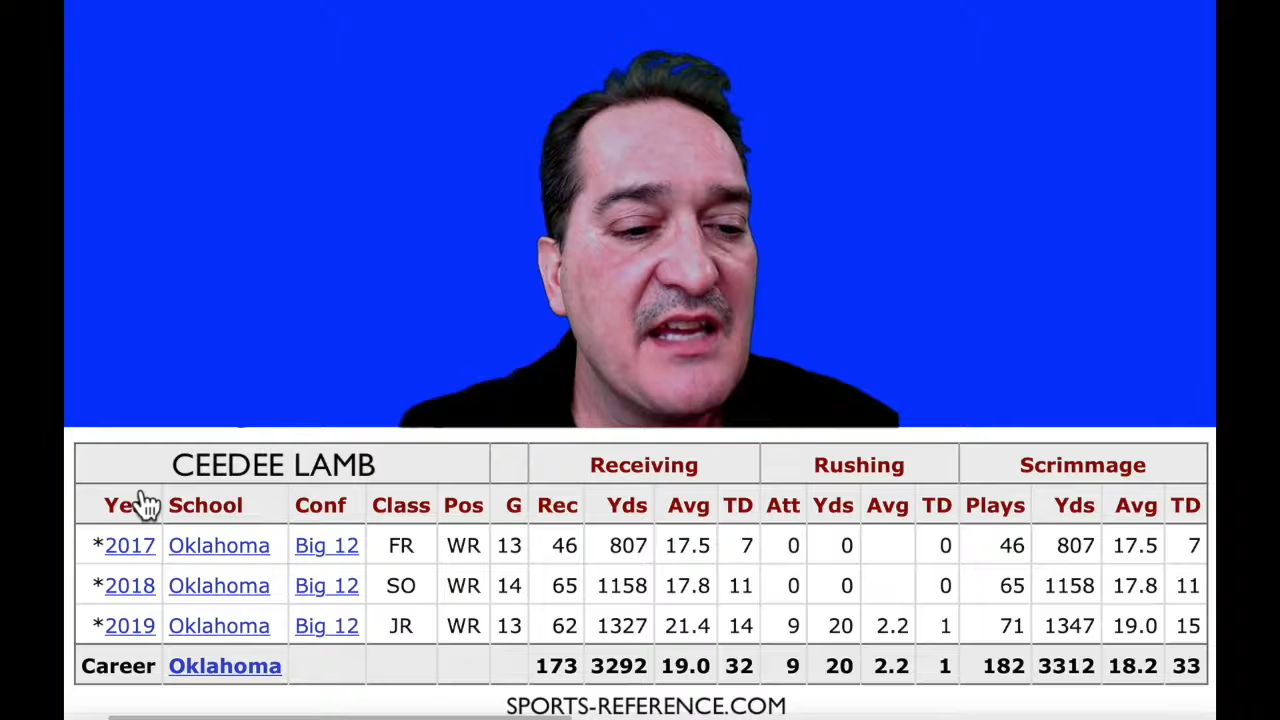 CEEDEE LAMB Receiving Rushing Scrimmage
Ye School Conf Class Pos G Rec Yds Avg TD Att Yds Avg TD Plays Yds Avg TD
*2017 Oklahoma Big 12 FR WR 13 46 807 17.5 7 0 0 0 46 807 17.5 7
*2018 Oklahoma Big 12 SO WR 14 65 1158 17.8 11 0 0 0 65 1158 17.8 11
*2019 Oklahoma Big 12 JR WR 13 62 1327 21.4 14 9 20 2.2 1 71 1347 19.0 15
Career Oklahoma 173 3292 19.0 32 9 20 2.2 1 182 3312 18.2 33
SPORTS-REFERENCE.COM